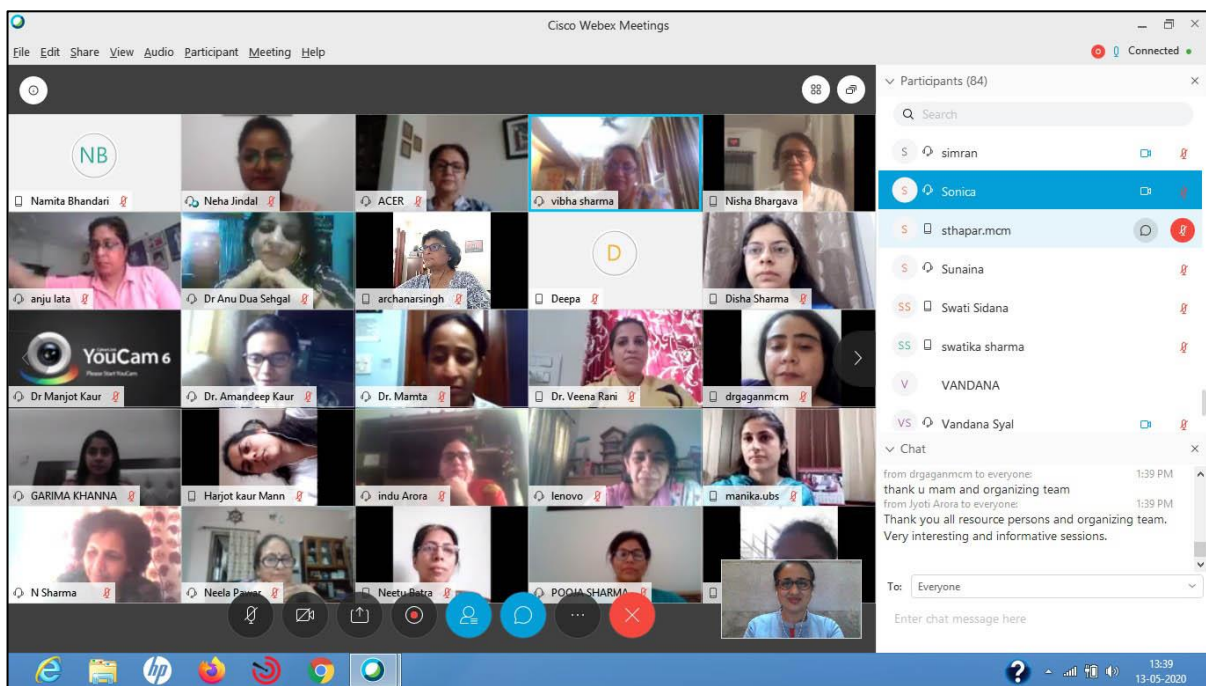 Cisco Webex Meetings
File Edit Share View Audio Participant Meeting Help
Connected
Participants (84)
Search
simran
Sonica
sthapar.mcm
Sunaina
Swati Sidana
swatika sharma
VANDANA
Vandana Syal
S
S
S
S
SS
SS
V
VS
NB
Namita Bhandari
Neha Jindal
ACER
vibha sharma
Nisha Bhargava
anju lata
Dr Anu Dua Sehgal
archanarsingh
D
Deepa
Disha Sharma
YouCam 6
Please Start YouCam
Dr Manjot Kaur
Dr. Amandeep Kaur
Dr. Mamta
Dr. Veena Rani
drgaganmcm
GARIMA KHANNA
Harjot kaur Mann
indu Arora
lenovo
manika.ubs
N Sharma
Neela Pawar
Neetu Batra
POOJA SHARMA
Chat
from drgaganmcm to everyone: 1:39 PM
thank u mam and organizing team
from Jyoti Arora to everyone: 1:39 PM
Thank you all resource persons and organizing team.
Very interesting and informative sessions.
To: Everyone
Enter chat message here
hp
13:39
13-05-2020